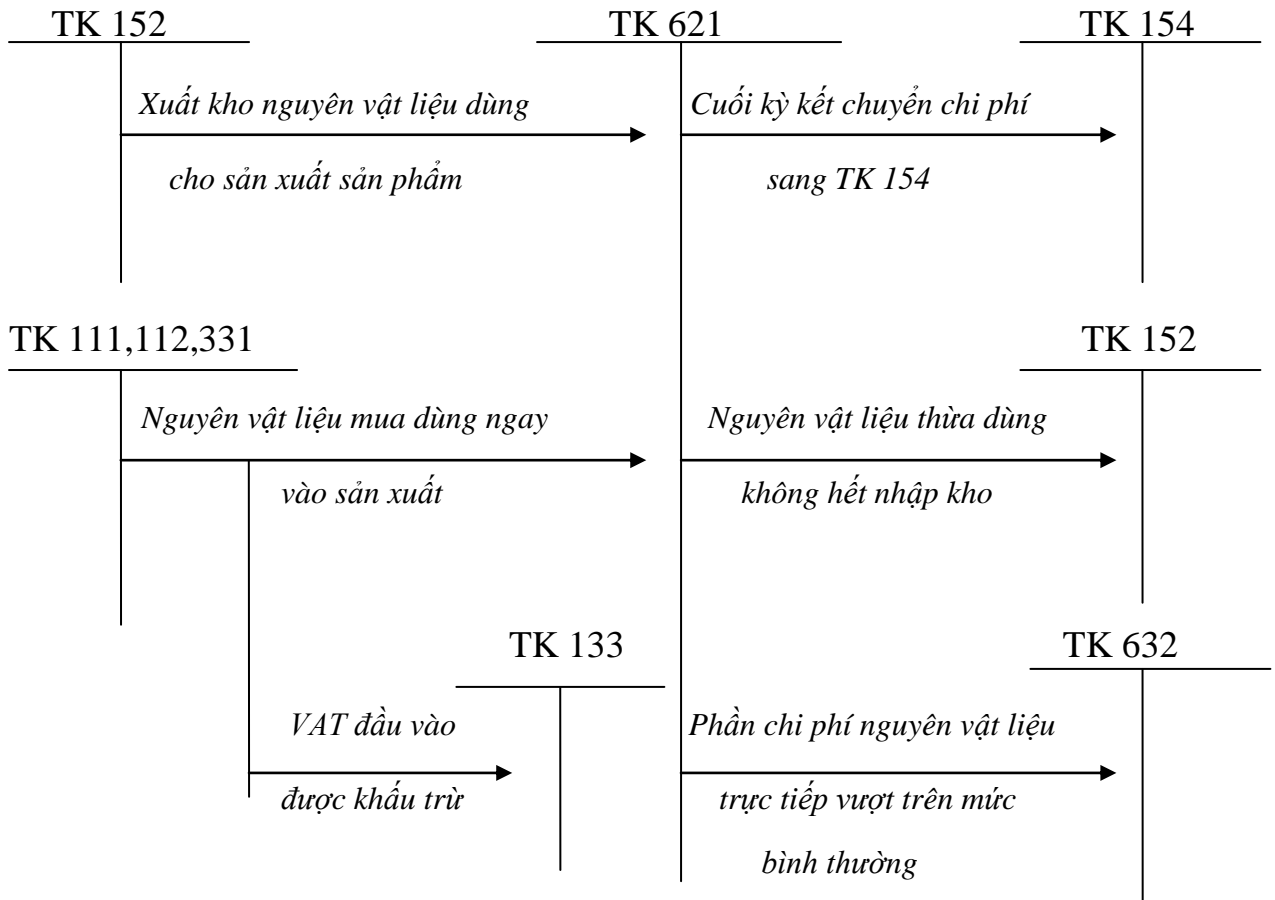 TK 152
TK 621
TK 154
Xuất kho nguyên vật liệu dùng
cho sản xuất sản phẩm
Cuối kỳ kết chuyển chi phí
sang TK 154
TK 111,112,331
TK 152
Nguyên vật liệu mua dùng ngay
vào sản xuất
Nguyên vật liệu thừa dùng
không hết nhập kho
TK 133
TK 632
VAT đầu vào
được khấu trừ
Phần chi phí nguyên vật liệu
trực tiếp vượt trên mức
bình thường